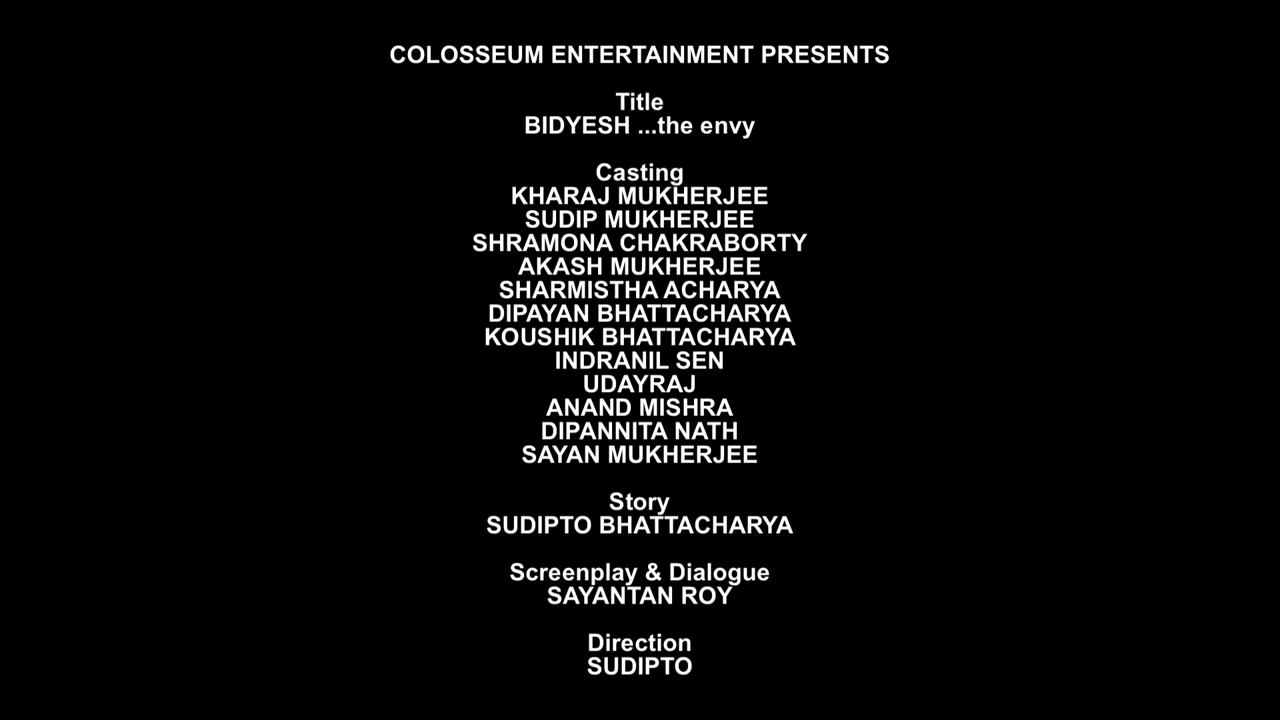 COLOSSEUM ENTERTAINMENT PRESENTS
Title
BIDYESH ...the envy
Casting
KHARAJ MUKHERJEE
SUDIP MUKHERJEE
SHRAMONA CHAKRABORTY
AKASH MUKHERJEE
SHARMISTHA ACHARYA
DIPAYAN BHATTACHARYA
KOUSHIK BHATTACHARYA
INDRANIL SEN
UDAYRAJ
ANAND MISHRA
DIPANNITA NATH
SAYAN MUKHERJEE
Story
SUDIPTO BHATTACHARYA
Screenplay & Dialogue
SAYANTAN ROY
Direction
SUDIPTO